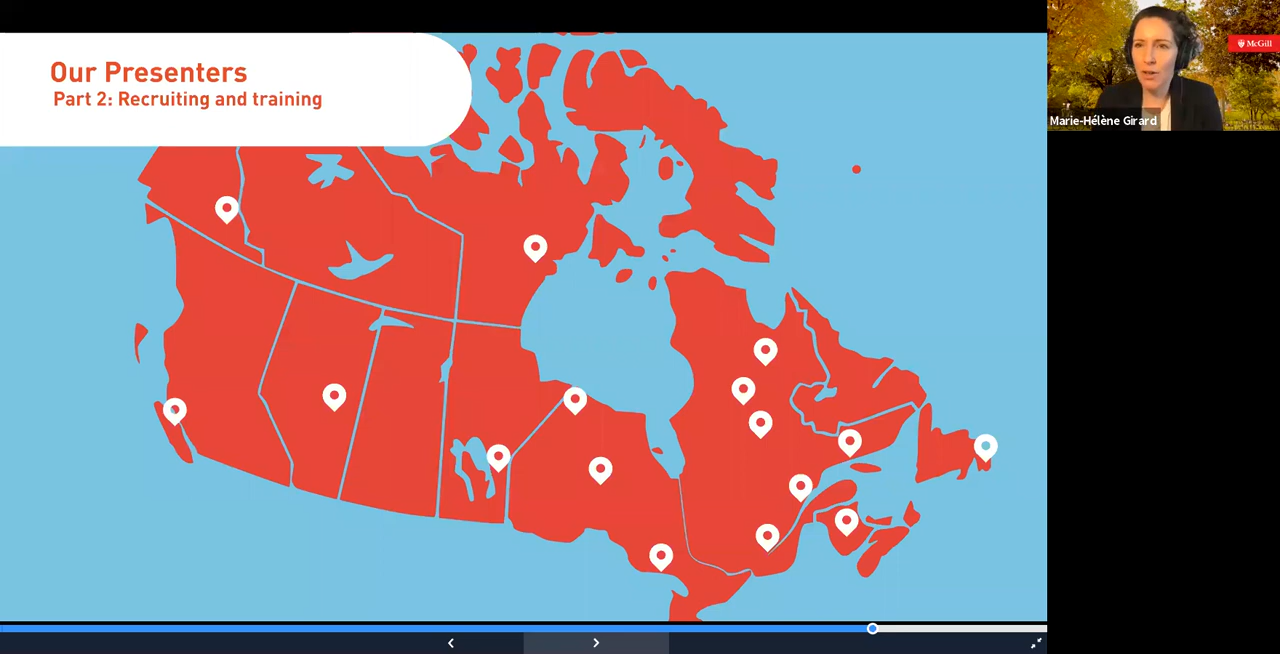 Our Presenters
Part 2: Recruiting and training
McGill
Marie-Hélène Girard